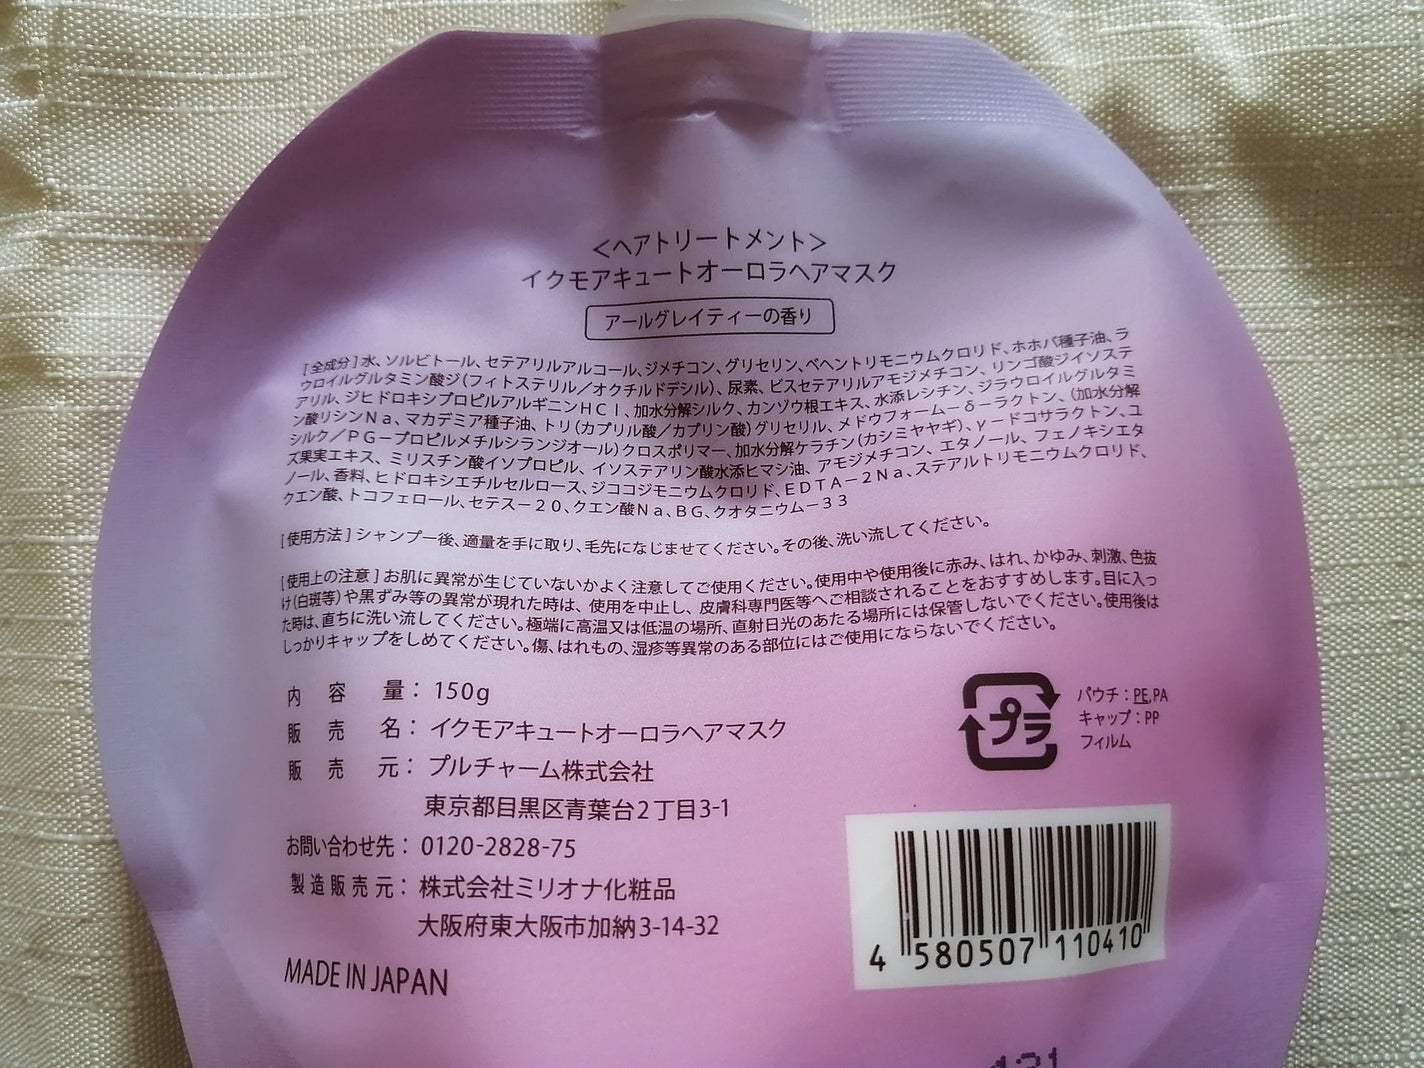 ＜ヘアトリートメント＞
イクモアキュートオーロラヘアマスク
アールグレイティーの香り
[全成分]水、ソルビトール、セテアリルアルコール、ジメチコン、グリセリン、ベヘントリモニウムクロリド、ホホバ種子油、ラ
ウロイルグルタミン酸ジ(フィトステリル／オクチルドデシル)、尿素、ビスセテアリルアモジメチコン、リンゴ酸ジイソステ
アリル、ジヒドロキシプロピルアルギニンＨＣｌ、加水分解シルク、カンゾウ根エキス、水添レシチン、ジラウロイルグルタミ
ン酸リシンＮａ、マカデミア種子油、トリ(カプリル酸／カプリン酸)グリセリル、メドウフォーム－δ－ラクトン、(加水分解
シルク／ＰＧ－プロピルメチルシランジオール)クロスポリマー、加水分解ケラチン(カシミヤヤギ)、γ－ドコサラクトン、ユ
ズ果実エキス、ミリスチン酸イソプロピル、イソステアリン酸水添ヒマシ油、アモジメチコン、エタノール、フェノキシエタ
ノール、香料、ヒドロキシエチルセルロース、ジココジモニウムクロリド、ＥＤＴＡ－２Ｎａ、ステアルトリモニウムクロリド、
クエン酸、トコフェロール、セテス－２０、クエン酸Ｎａ、ＢＧ、クオタニウム－３３
[使用方法]シャンプー後、適量を手に取り、毛先になじませてください。その後、洗い流してください。
[使用上の注意]お肌に異常が生じていないかよく注意してご使用ください。使用中や使用後に赤み、はれ、かゆみ、刺激、色抜
け(白斑等)や黒ずみ等の異常が現れた時は、使用を中止し、皮膚科専門医等へご相談されることをおすすめします。目に入っ
た時は、直ちに洗い流してください。極端に高温又は低温の場所、直射日光のあたる場所には保管しないでください。使用後は
しっかりキャップをしめてください。傷、はれもの、湿疹等異常のある部位にはご使用にならないでください。
内容量：150g
販売名：イクモアキュートオーロラヘアマスク
販売元：プルチャーム株式会社
東京都目黒区青葉台2丁目3-1
お問い合わせ先：0120-2828-75
製造販売元：株式会社ミリオナ化粧品
大阪府東大阪市加納3-14-32
MADE IN JAPAN
プラ
パウチ：PE,PA
キャップ：PP
フィルム
4 580507 110410